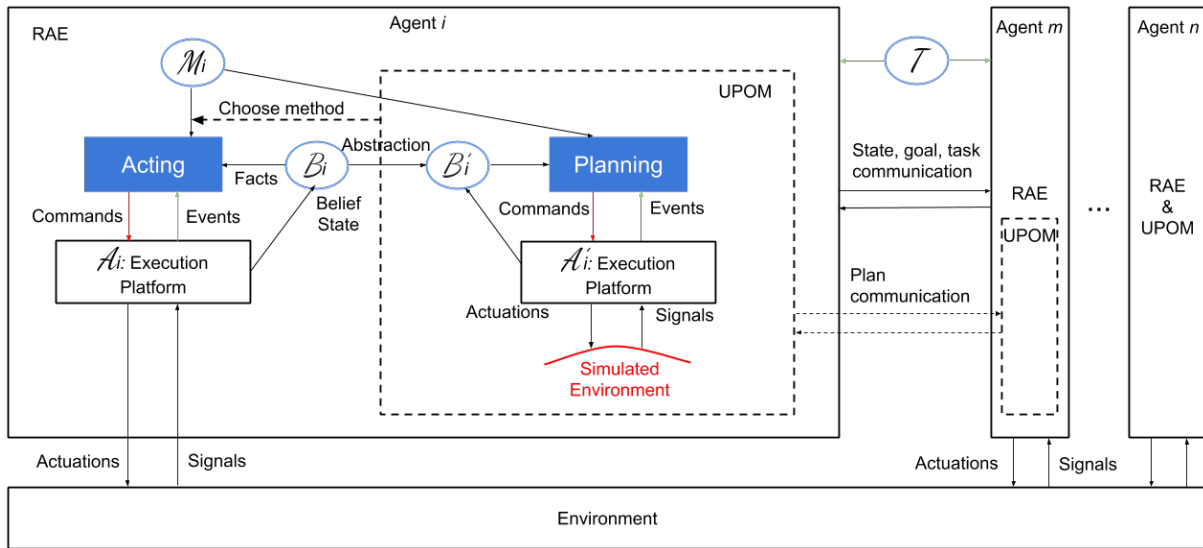 RAE
Agent i
Agent m
Agent n
Mi
T
UPOM
Choose method
Acting
Bi
Abstraction
B′i
Planning
Facts
Belief
State
State, goal, task
communication
RAE
UPOM
...
RAE
&
UPOM
Commands
Events
Commands
Events
Ai: Execution
Platform
A′i: Execution
Platform
Plan
communication
Actuations
Signals
Simulated
Environment
Actuations
Signals
Actuations
Signals
Environment